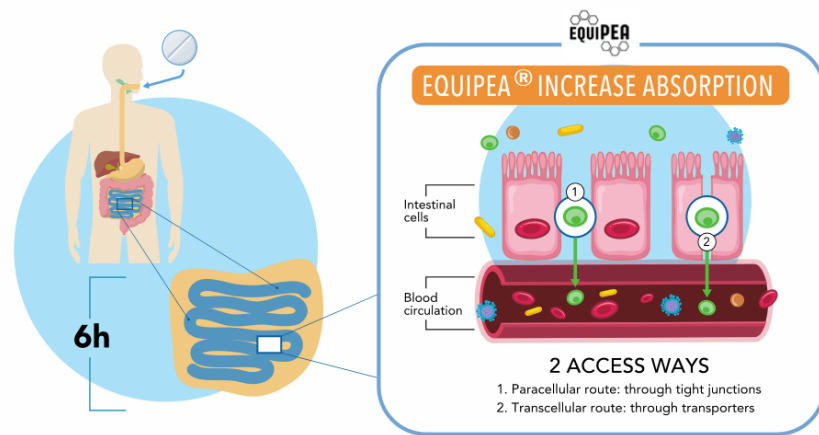 EQUIPEA
EQUIPEA® INCREASE ABSORPTION
1
Intestinal
cells
2
Blood
circulation
6h
2 ACCESS WAYS
1. Paracellular route: through tight junctions
2. Transcellular route: through transporters